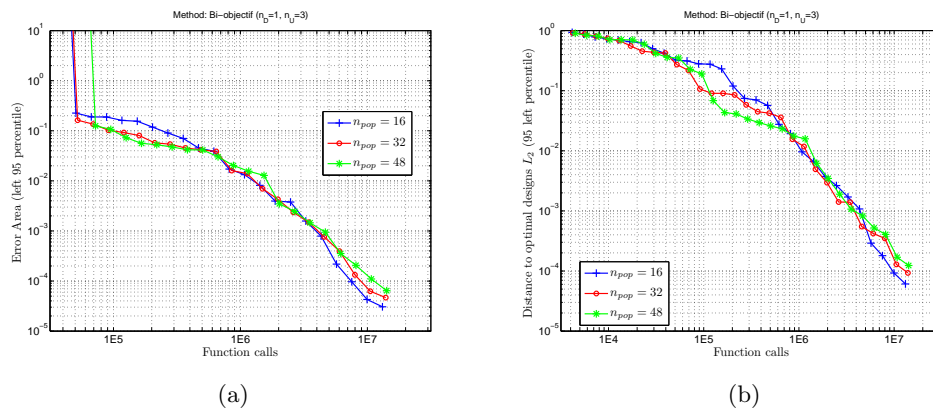 Method: Bi−objectif (n_D=1, n_U=3)
Error Area (left 95 percentile)
10^1
10^0
10^−1
10^−2
10^−3
10^−4
10^−5
n_pop = 16
n_pop = 32
n_pop = 48
1E5 1E6 1E7
Function calls
(a)
Method: Bi−objectif (n_D=1, n_U=3)
Distance to optimal designs L_2 (95 left percentile)
10^0
10^−1
10^−2
10^−3
10^−4
10^−5
n_pop = 16
n_pop = 32
n_pop = 48
1E4 1E5 1E6 1E7
Function calls
(b)